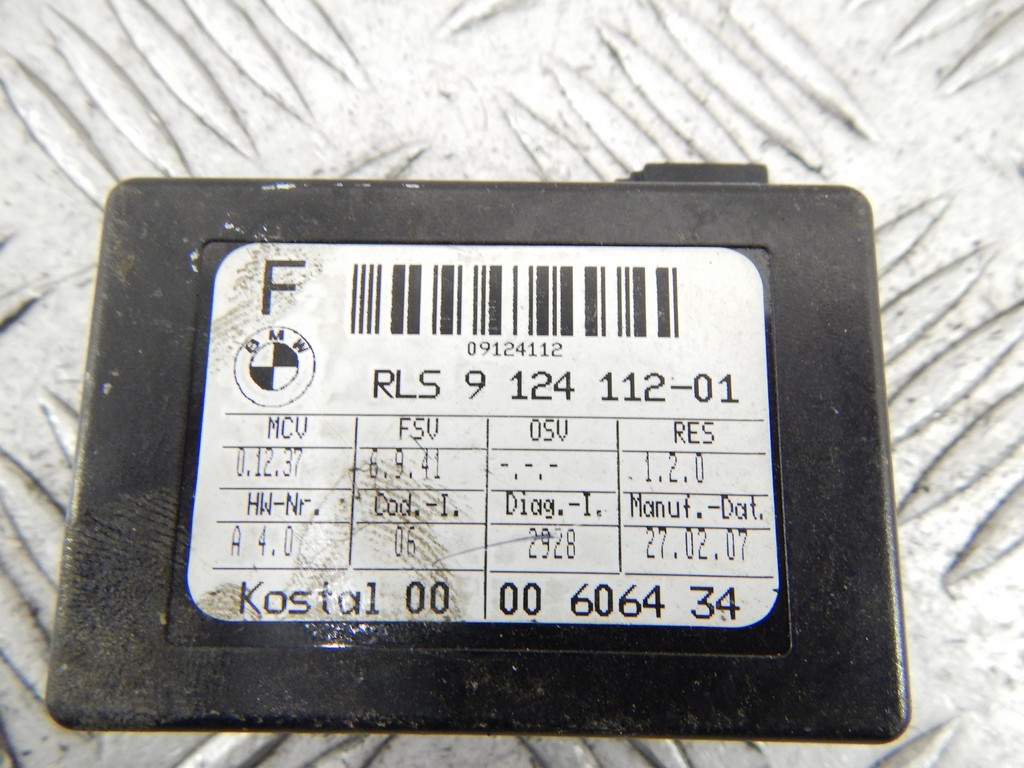 F
BMW
09124112
RLS 9 124 112-01
MCV FSV OSV RES
0.12.37 6.9.41 -.-.- 1.2.0
HW-Nr. Cod.-I. Diag.-I. Manuf.-Dat.
A 4.0 06 2928 27.02.07
Kostal 00 00 6064 34